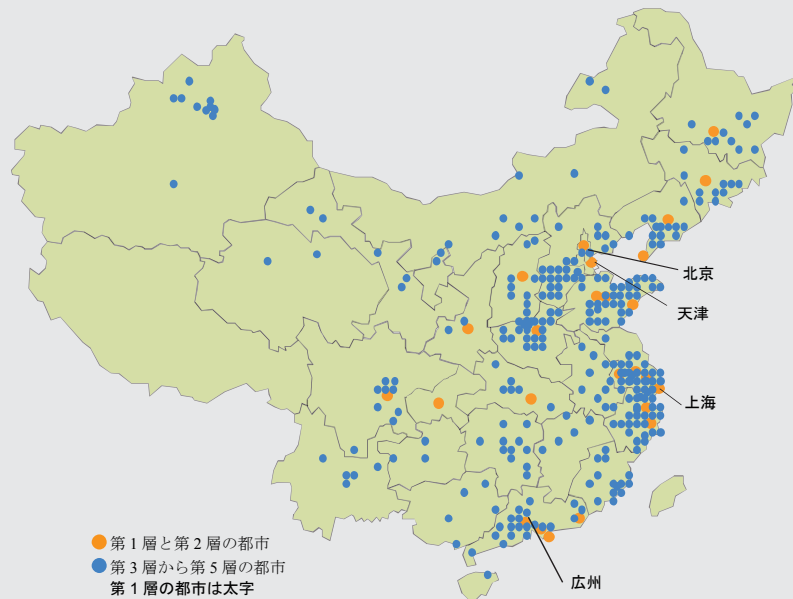 北京
天津
上海
第1層と第2層の都市
第3層から第5層の都市
第1層の都市は太字
広州